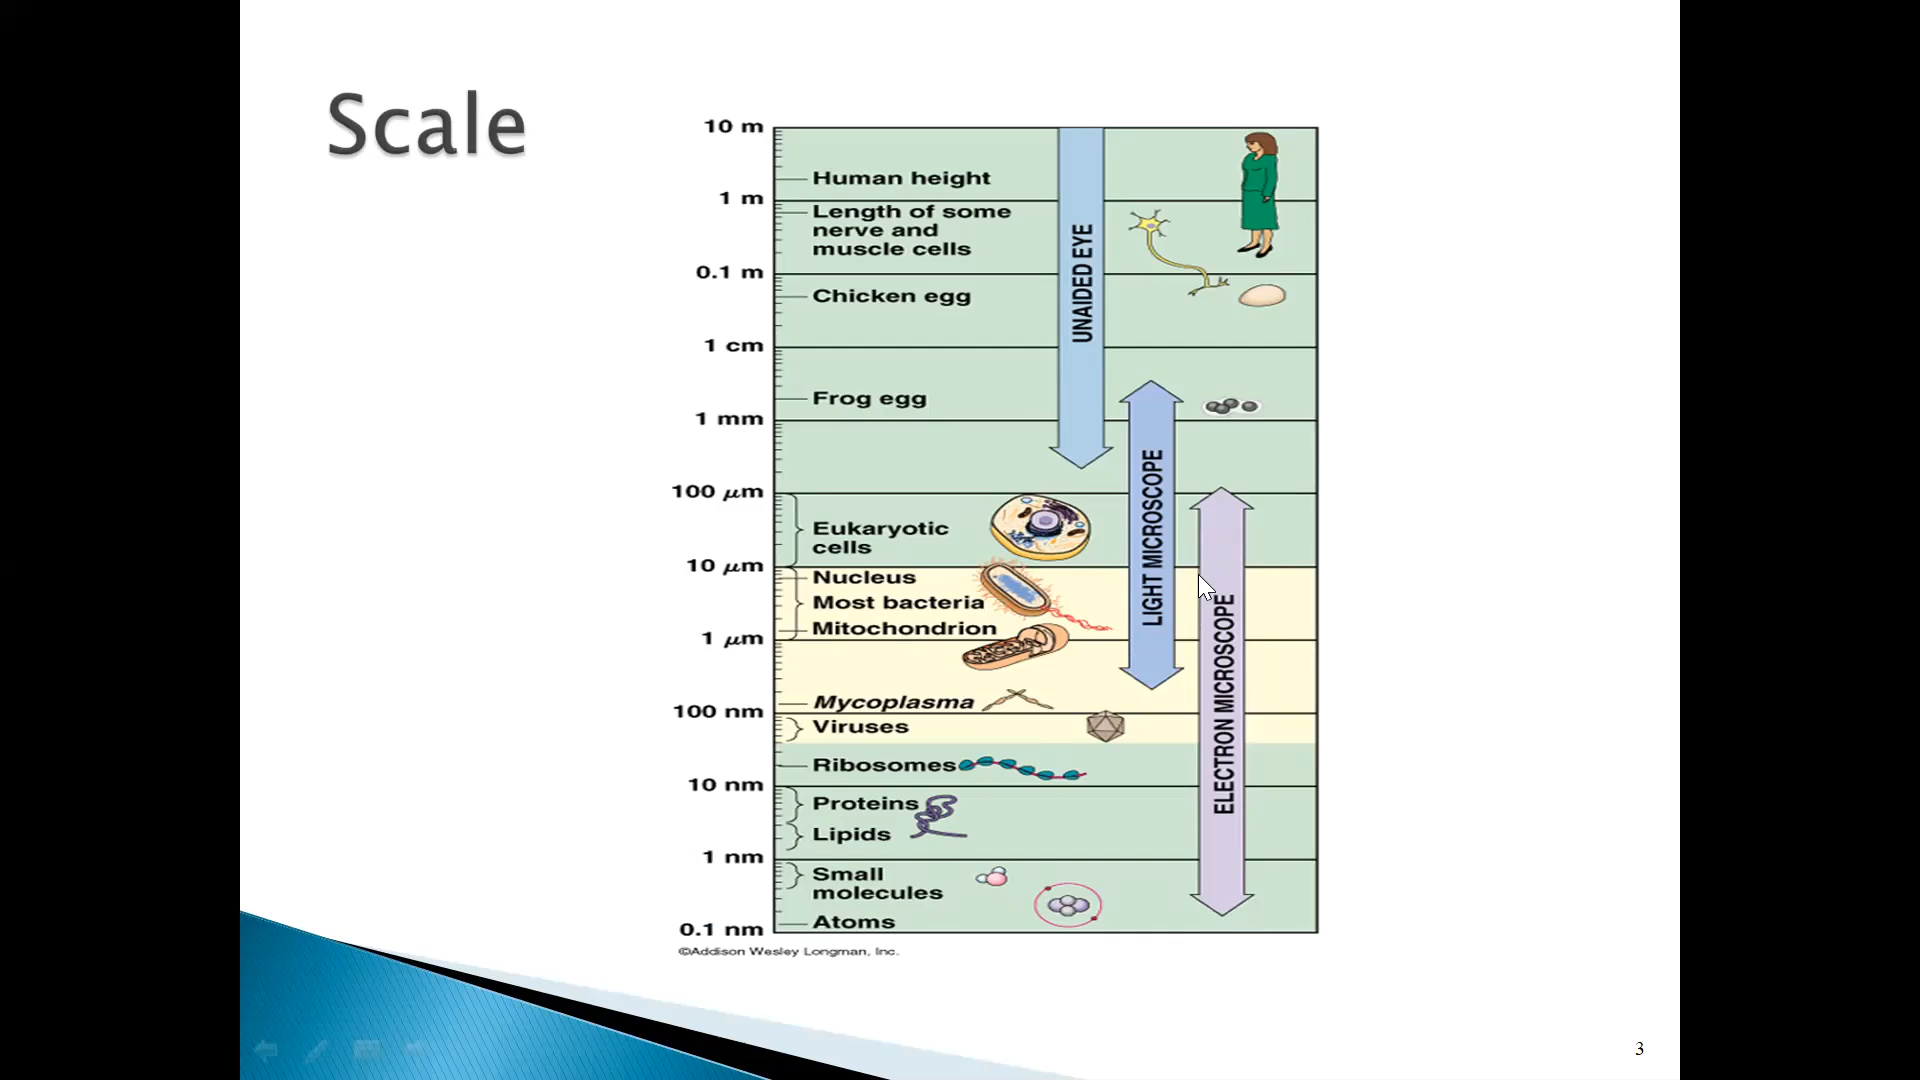 Scale
10 m
Human height
1 m
Length of some
nerve and
muscle cells
0.1 m
Chicken egg
1 cm
Frog egg
1 mm
100 μm
Eukaryotic
cells
10 μm
Nucleus
Most bacteria
Mitochondrion
1 μm
Mycoplasma
100 nm
Viruses
Ribosomes
10 nm
Proteins
Lipids
1 nm
Small
molecules
Atoms
0.1 nm
UNAIDED EYE
LIGHT MICROSCOPE
ELECTRON MICROSCOPE
©Addison Wesley Longman, Inc.
3